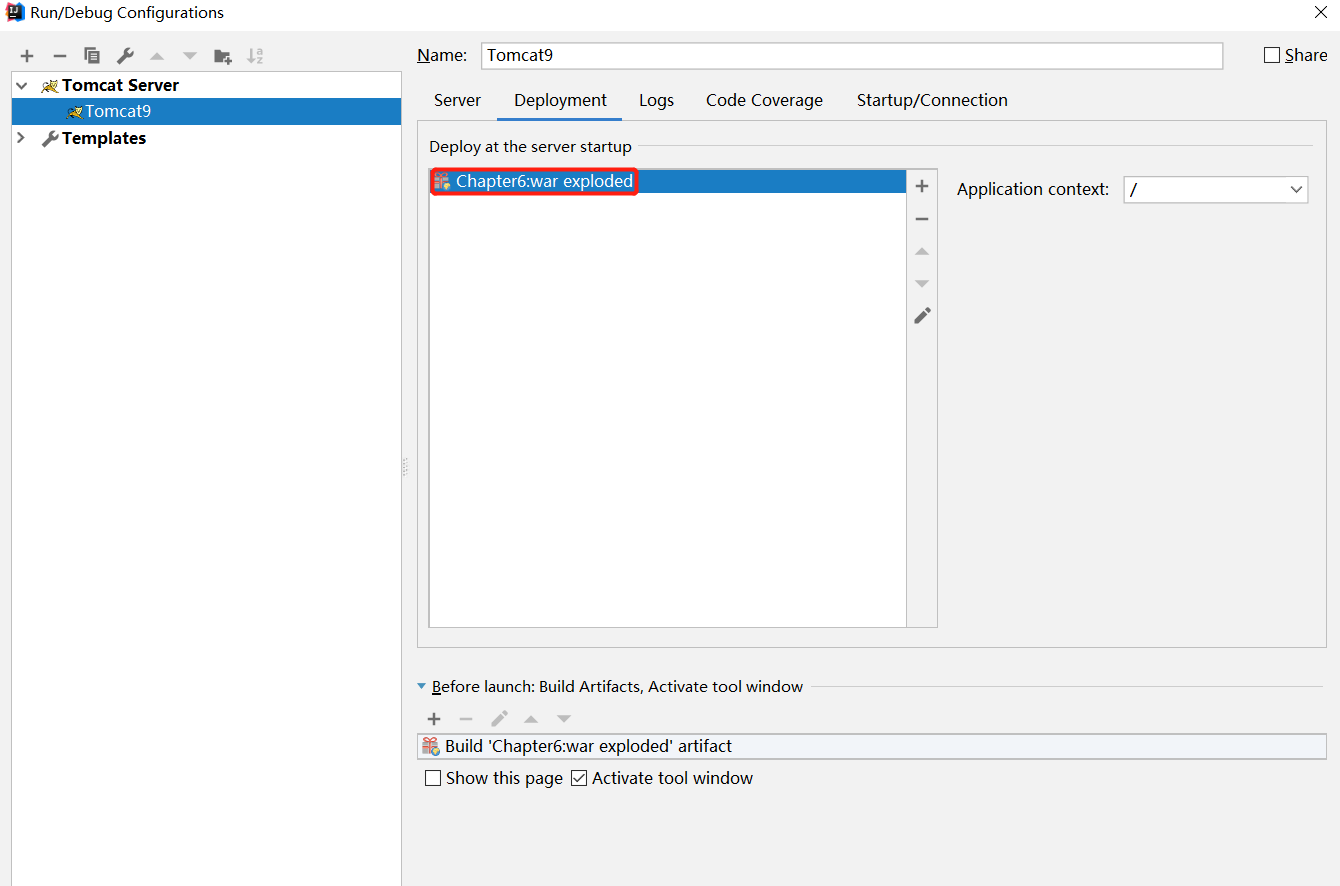 Run/Debug Configurations
Name: Tomcat9 Share
Tomcat Server
Tomcat9
Templates
Server Deployment Logs Code Coverage Startup/Connection
Deploy at the server startup
Chapter6:war exploded
Application context: /
Before launch: Build Artifacts, Activate tool window
Build 'Chapter6:war exploded' artifact
Show this page Activate tool window